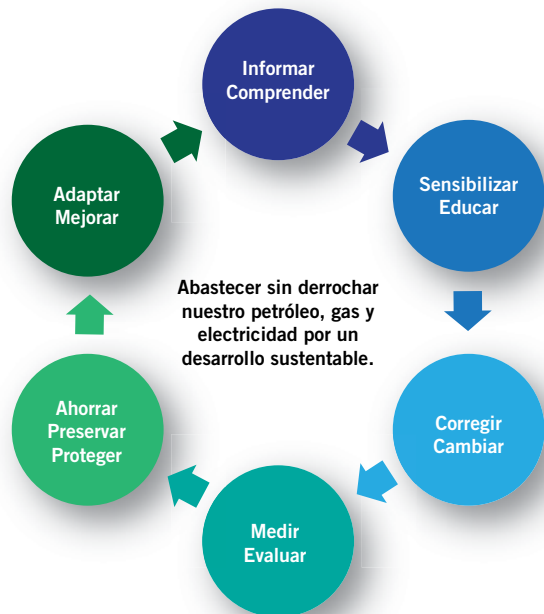 Informar
Comprender
Sensibilizar
Educar
Corregir
Cambiar
Medir
Evaluar
Ahorrar
Preservar
Proteger
Adaptar
Mejorar
Abastecer sin derrochar
nuestro petróleo, gas y
electricidad por un
desarrollo sustentable.